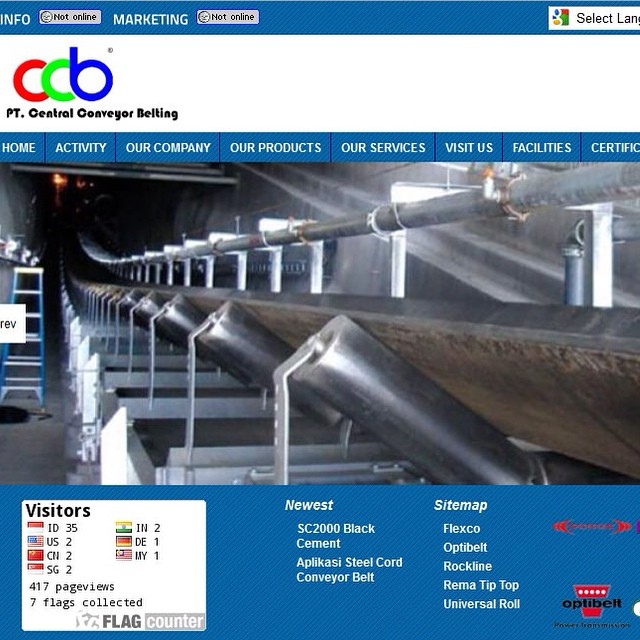 INFO Not online MARKETING Not online Select Lang
ccb ®
PT. Central Conveyor Belting
HOME ACTIVITY OUR COMPANY OUR PRODUCTS OUR SERVICES VISIT US FACILITIES CERTIFIC
rev
Visitors
ID 35 IN 2
US 2 DE 1
CN 2 MY 1
SG 2
417 pageviews
7 flags collected
FLAG counter
Newest
SC2000 Black
Cement
Aplikasi Steel Cord
Conveyor Belt
Sitemap
Flexco
Optibelt
Rockline
Rema Tip Top
Universal Roll
optibelt
Power Transmission